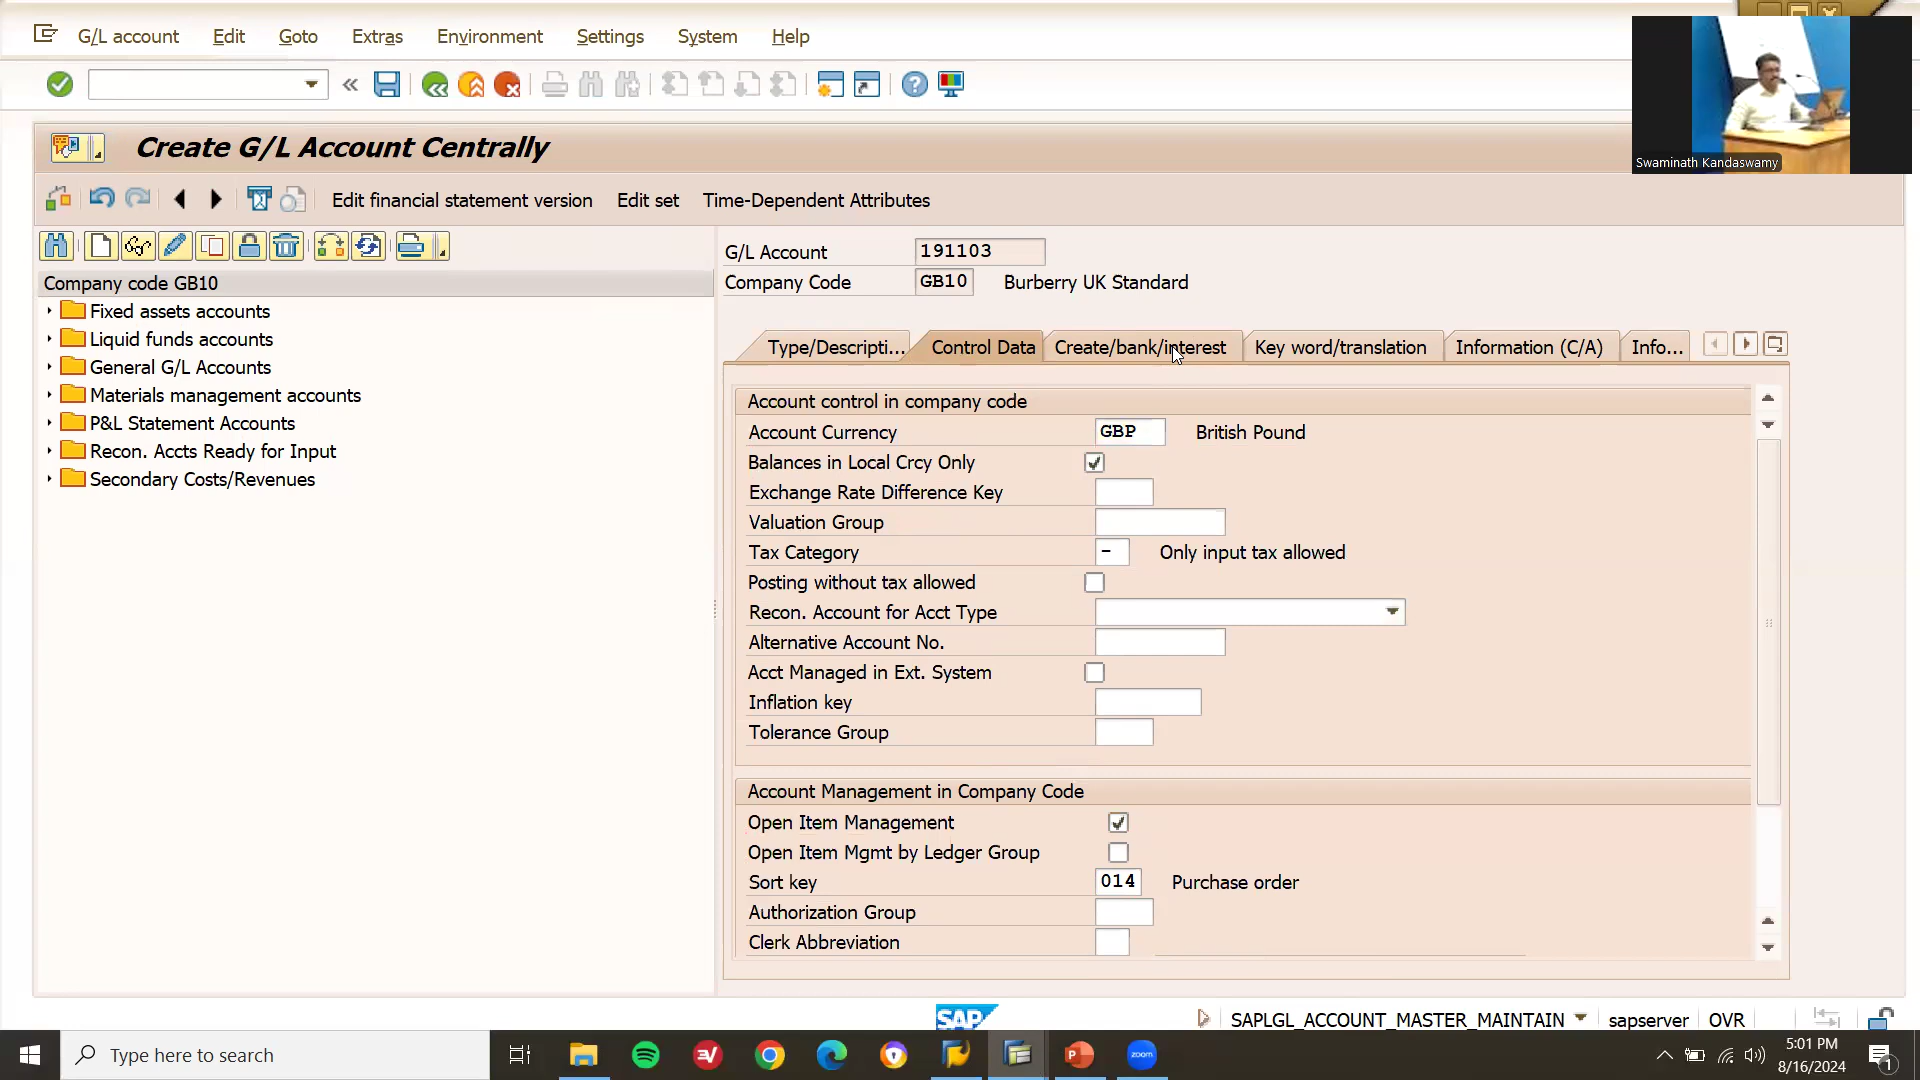 G/L account Edit Goto Extras Environment Settings System Help
Create G/L Account Centrally
Edit financial statement version Edit set Time-Dependent Attributes
Swaminath Kandaswamy
Company code GB10
Fixed assets accounts
Liquid funds accounts
General G/L Accounts
Materials management accounts
P&L Statement Accounts
Recon. Accts Ready for Input
Secondary Costs/Revenues
G/L Account 191103
Company Code GB10 Burberry UK Standard
Type/Descripti... Control Data Create/bank/interest Key word/translation Information (C/A) Info...
Account control in company code
Account Currency GBP British Pound
Balances in Local Crcy Only
Exchange Rate Difference Key
Valuation Group
Tax Category - Only input tax allowed
Posting without tax allowed
Recon. Account for Acct Type
Alternative Account No.
Acct Managed in Ext. System
Inflation key
Tolerance Group
Account Management in Company Code
Open Item Management
Open Item Mgmt by Ledger Group
Sort key 014 Purchase order
Authorization Group
Clerk Abbreviation
SAP SAPLGL_ACCOUNT_MASTER_MAINTAIN sapserver OVR
Type here to search
zoom
5:01 PM
8/16/2024
1